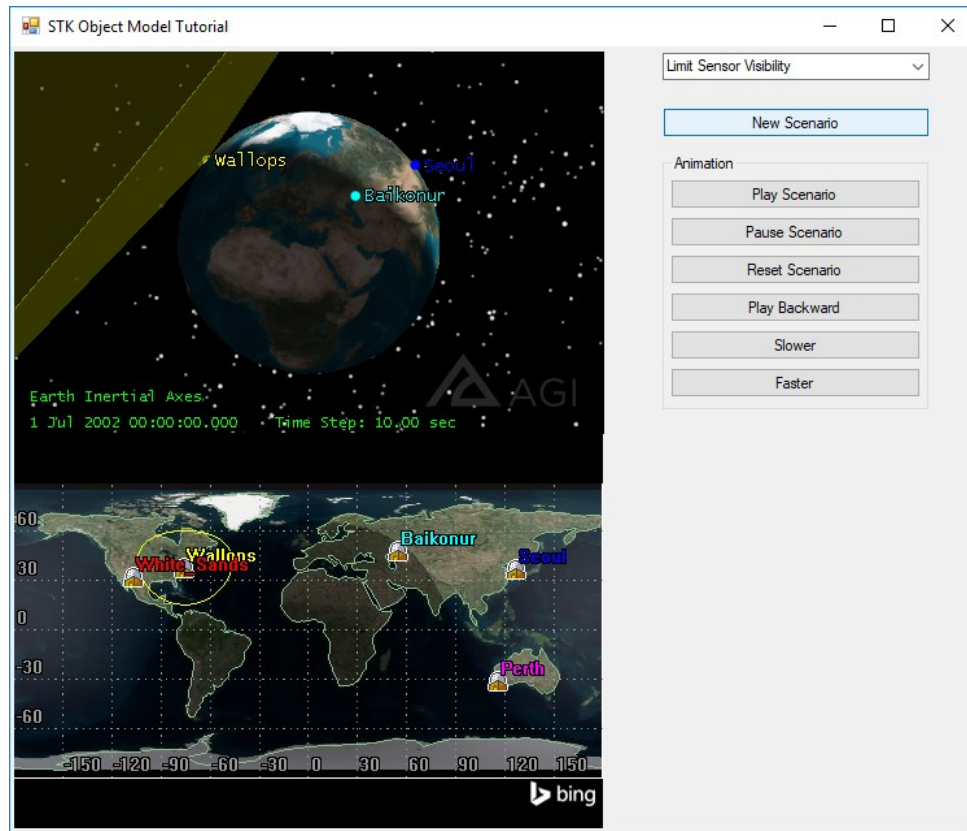 STK Object Model Tutorial
Limit Sensor Visibility
New Scenario
Animation
Play Scenario
Pause Scenario
Reset Scenario
Play Backward
Slower
Faster
Wallops
Seoul
Baikonur
AGI
Earth Inertial Axes
1 Jul 2002 00:00:00.000 Time Step: 10.00 sec
60
Baikonur
Wallops
Seoul
White_Sands
30
0
Perth
-30
-60
-150 -120 -90 -60 -30 0 30 60 90 120 150
bing